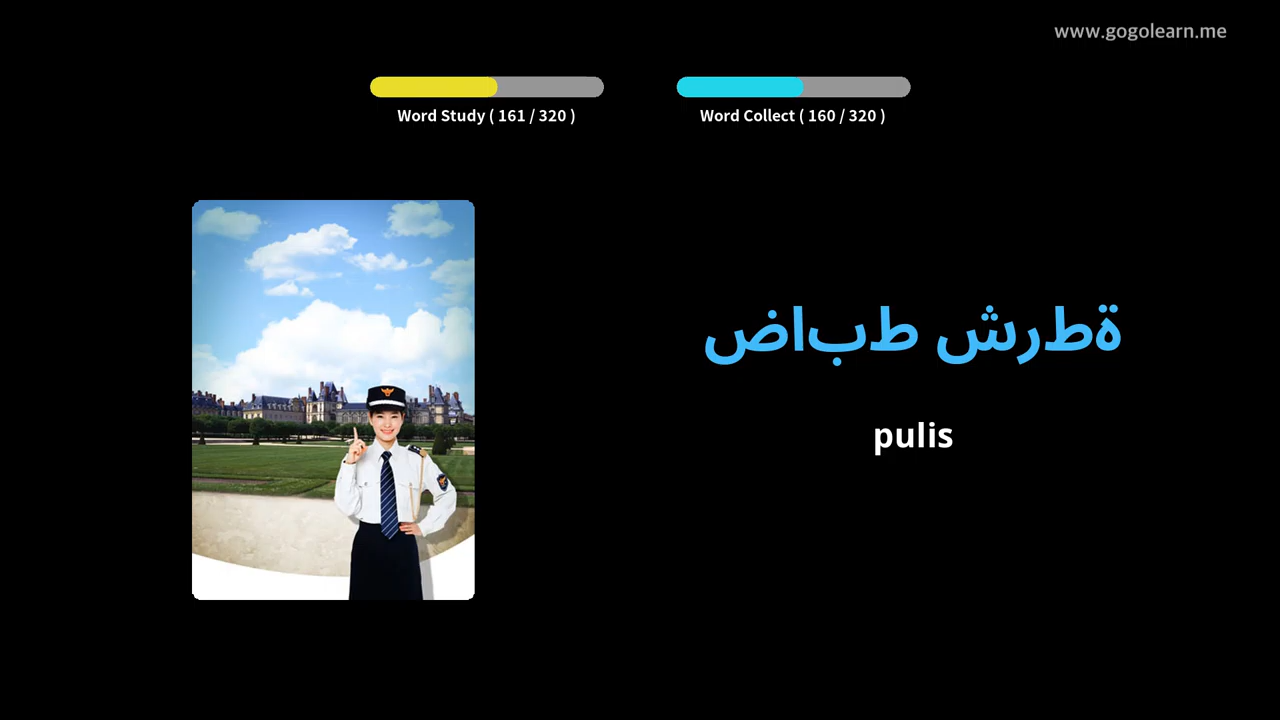 www.gogolearn.me
Word Study ( 161 / 320 )
Word Collect ( 160 / 320 )
ةطرش طباض
pulis